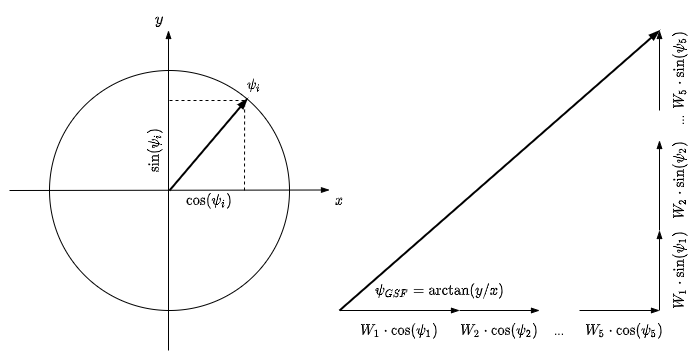 y
ψ_i
sin(ψ_i)
cos(ψ_i)
x
W_5 · sin(ψ_5)
...
W_2 · sin(ψ_2)
W_1 · sin(ψ_1)
ψ_GSF = arctan(y/x)
W_1 · cos(ψ_1) W_2 · cos(ψ_2) ... W_5 · cos(ψ_5)